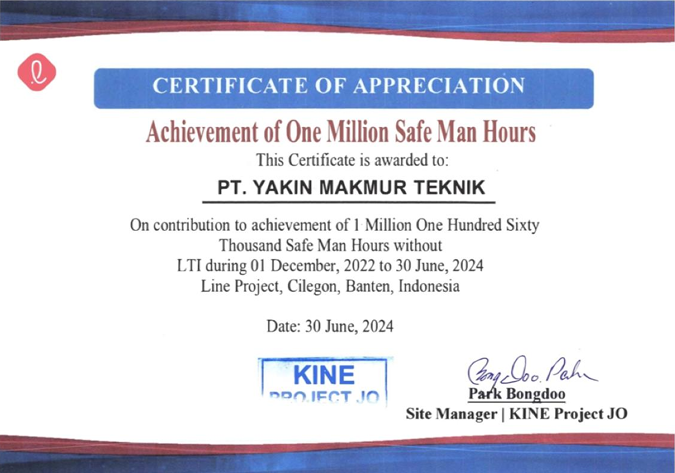 CERTIFICATE OF APPRECIATION
Achievement of One Million Safe Man Hours
This Certificate is awarded to:
PT. YAKIN MAKMUR TEKNIK
On contribution to achievement of 1 Million One Hundred Sixty
Thousand Safe Man Hours without
LTI during 01 December, 2022 to 30 June, 2024
Line Project, Cilegon, Banten, Indonesia
Date: 30 June, 2024
KINE
PROJECT JO
Bong Doo. Park
Park Bongdoo
Site Manager | KINE Project JO